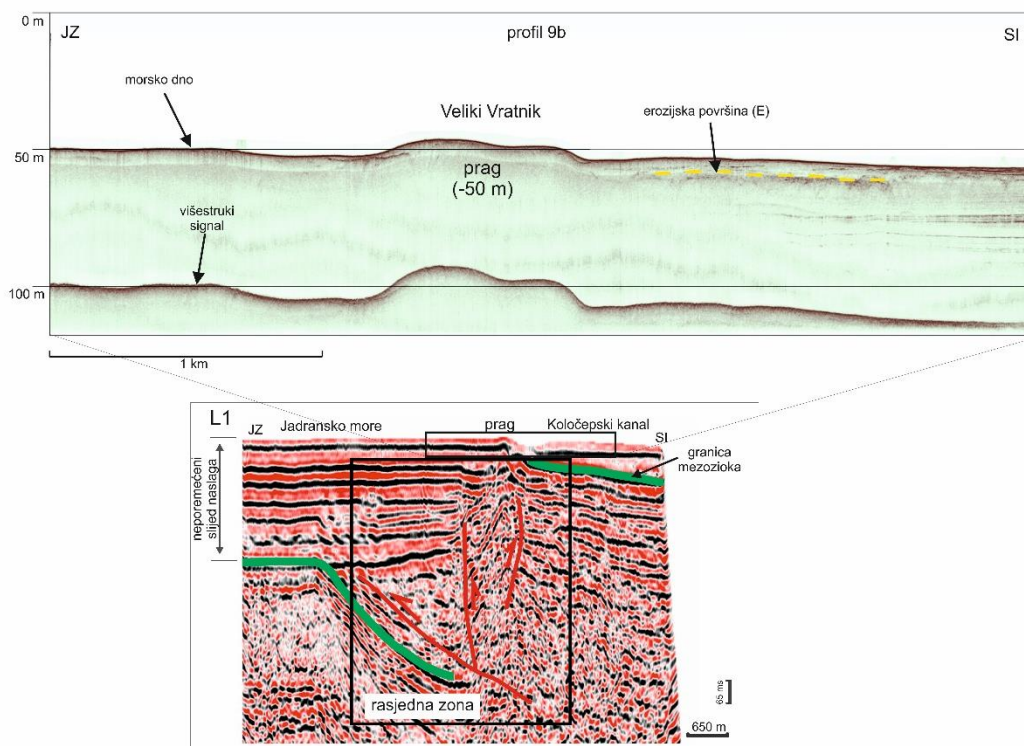 0 m
JZ
profil 9b
SI
morsko dno
Veliki Vratnik
erozijska površina (E)
50 m
prag
(-50 m)
višestruki
signal
100 m
1 km
L1
JZ
Jadransko more
prag
Koločepski kanal
SI
granica
mezozioka
neporemećeni
slijed naslaga
rasjedna zona
65 ms
650 m